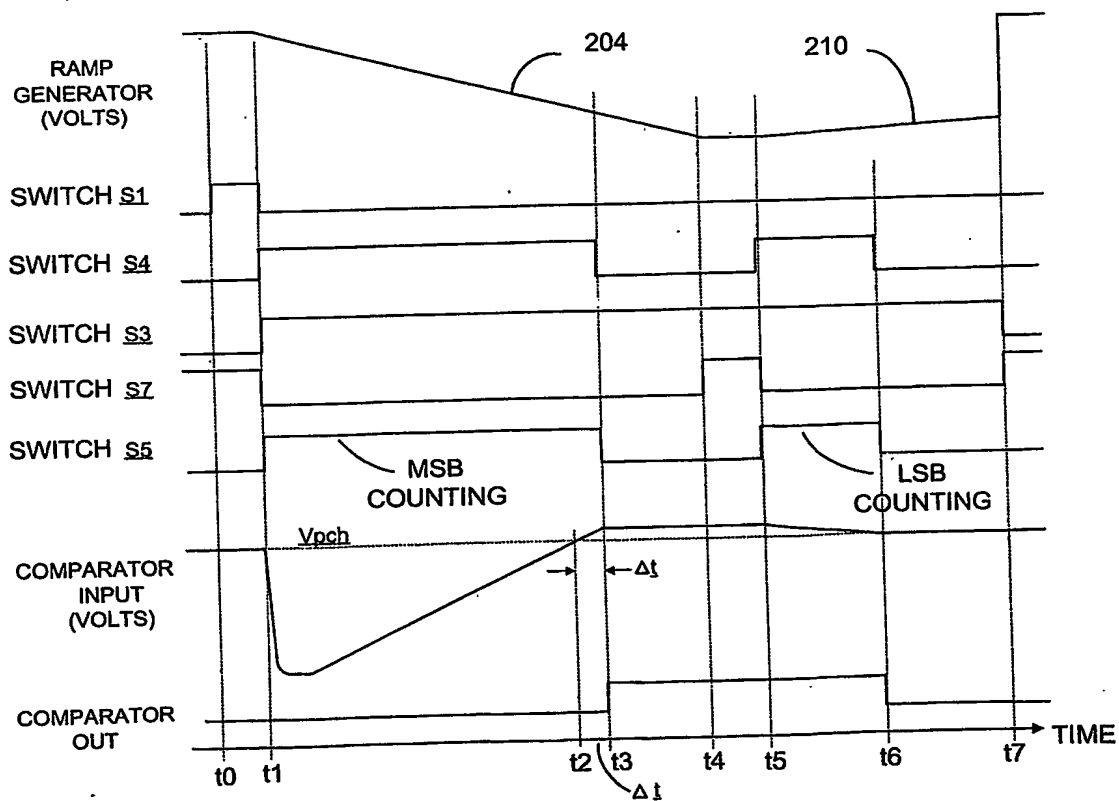 204
210
RAMP
GENERATOR
(VOLTS)
SWITCH S1
SWITCH S4
SWITCH S3
SWITCH S7
SWITCH S5
MSB
COUNTING
LSB
COUNTING
Vpch
Δt
COMPARATOR
INPUT
(VOLTS)
COMPARATOR
OUT
TIME
t0 t1 t2 t3 t4 t5 t6 t7
Δt